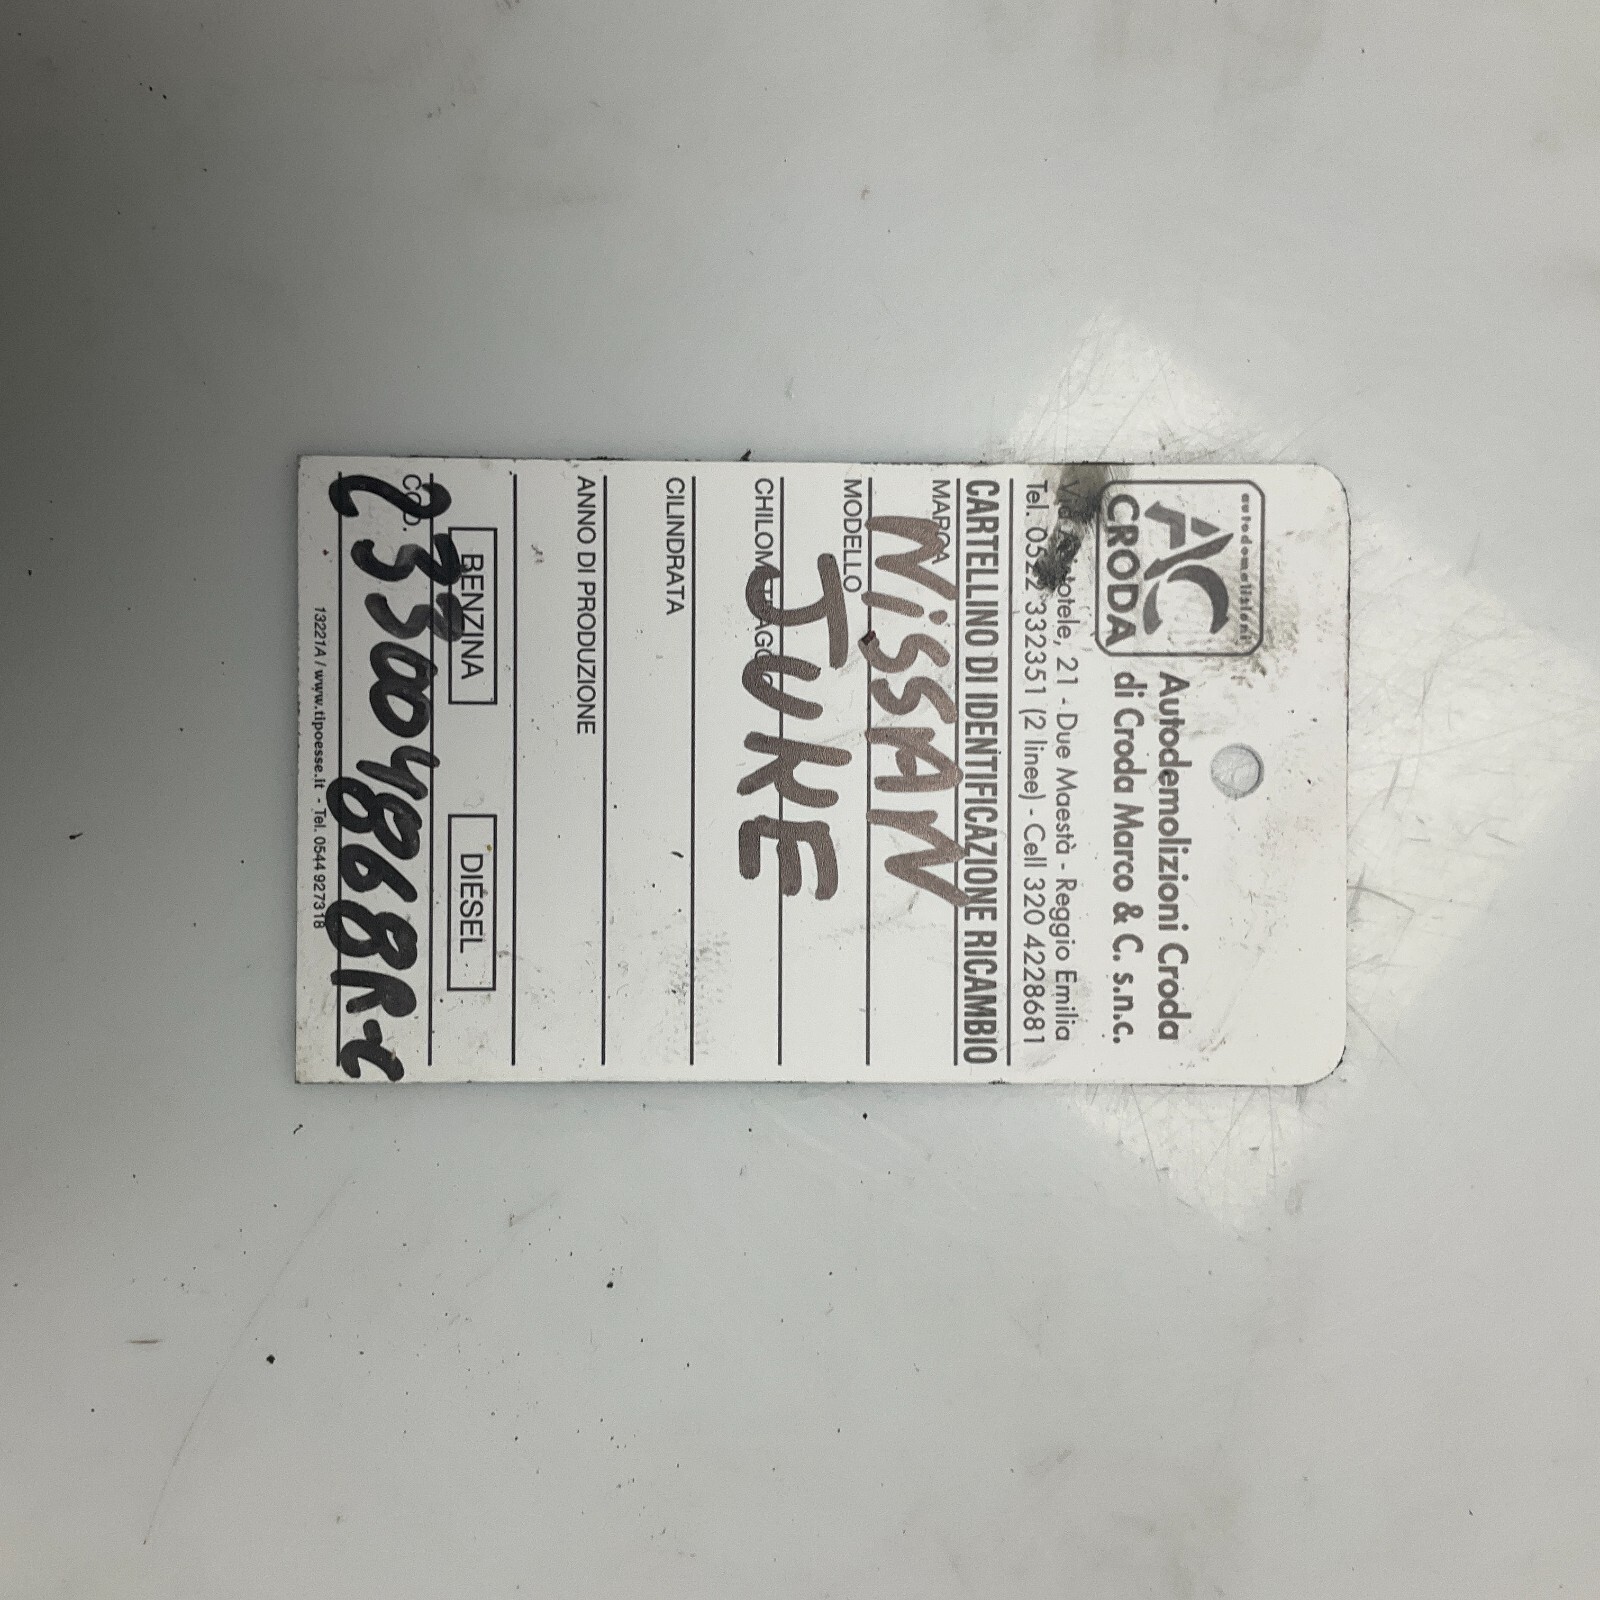 autodemolizioni
AC
CRODA
Autodemolizioni Croda
di Croda Marco & C. s.n.c.
Via Aristotele, 21 - Due Maestà - Reggio Emilia
Tel. 0522 332351 (2 linee) - Cell 320 4228681
CARTELLINO DI IDENTIFICAZIONE RICAMBIO
MARCA NiSSAN
MODELLO JUKE
CHILOMETRAGGIO
CILINDRATA
ANNO DI PRODUZIONE
BENZINA DIESEL
COD. 233004868R-C
13221A / www.tipoesse.it - Tel. 0544 927318